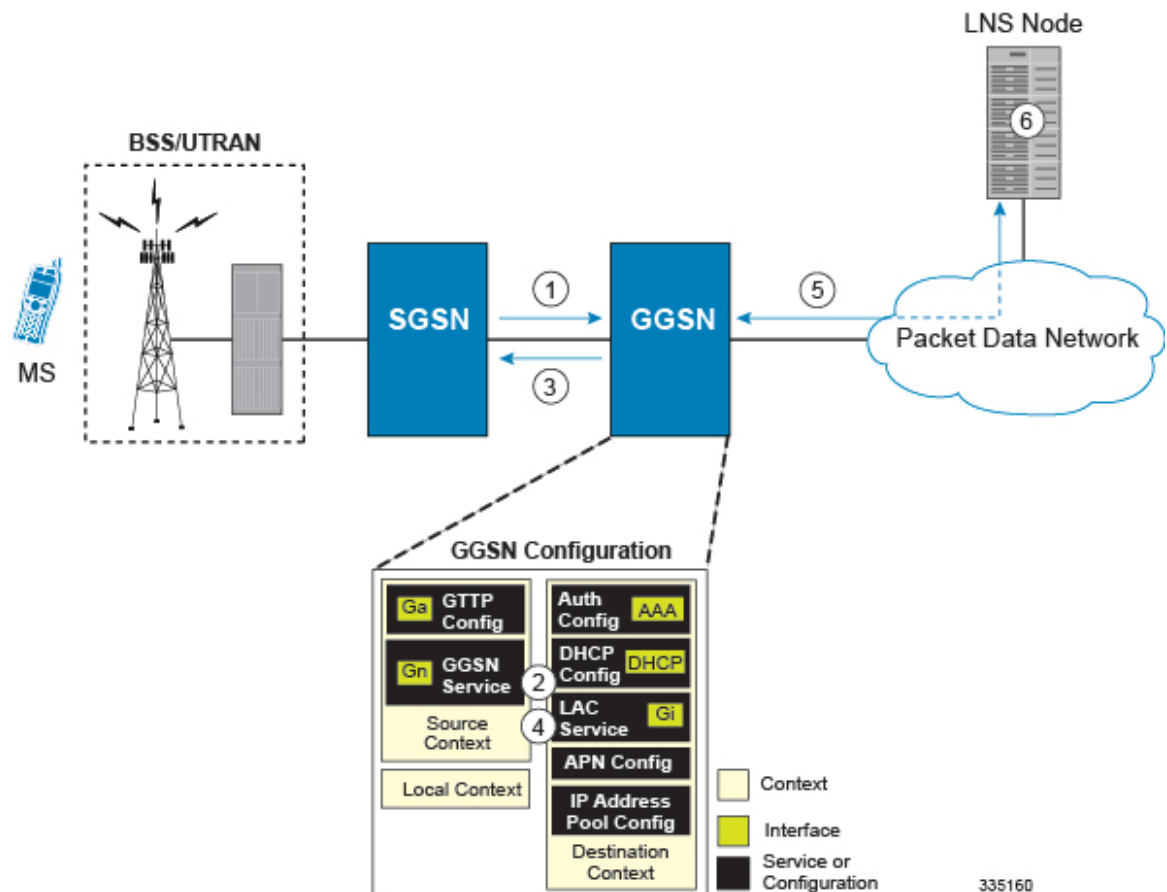 LNS Node
6
BSS/UTRAN
MS
SGSN
1
3
GGSN
5
Packet Data Network
GGSN Configuration
Ga
GTTP
Config
Gn
GGSN
Service
Source
Context
Local Context
2
4
Auth
Config
AAA
DHCP
Config
DHCP
LAC
Service
Gi
APN Config
IP Address
Pool Config
Destination
Context
Context
Interface
Service or
Configuration
335160